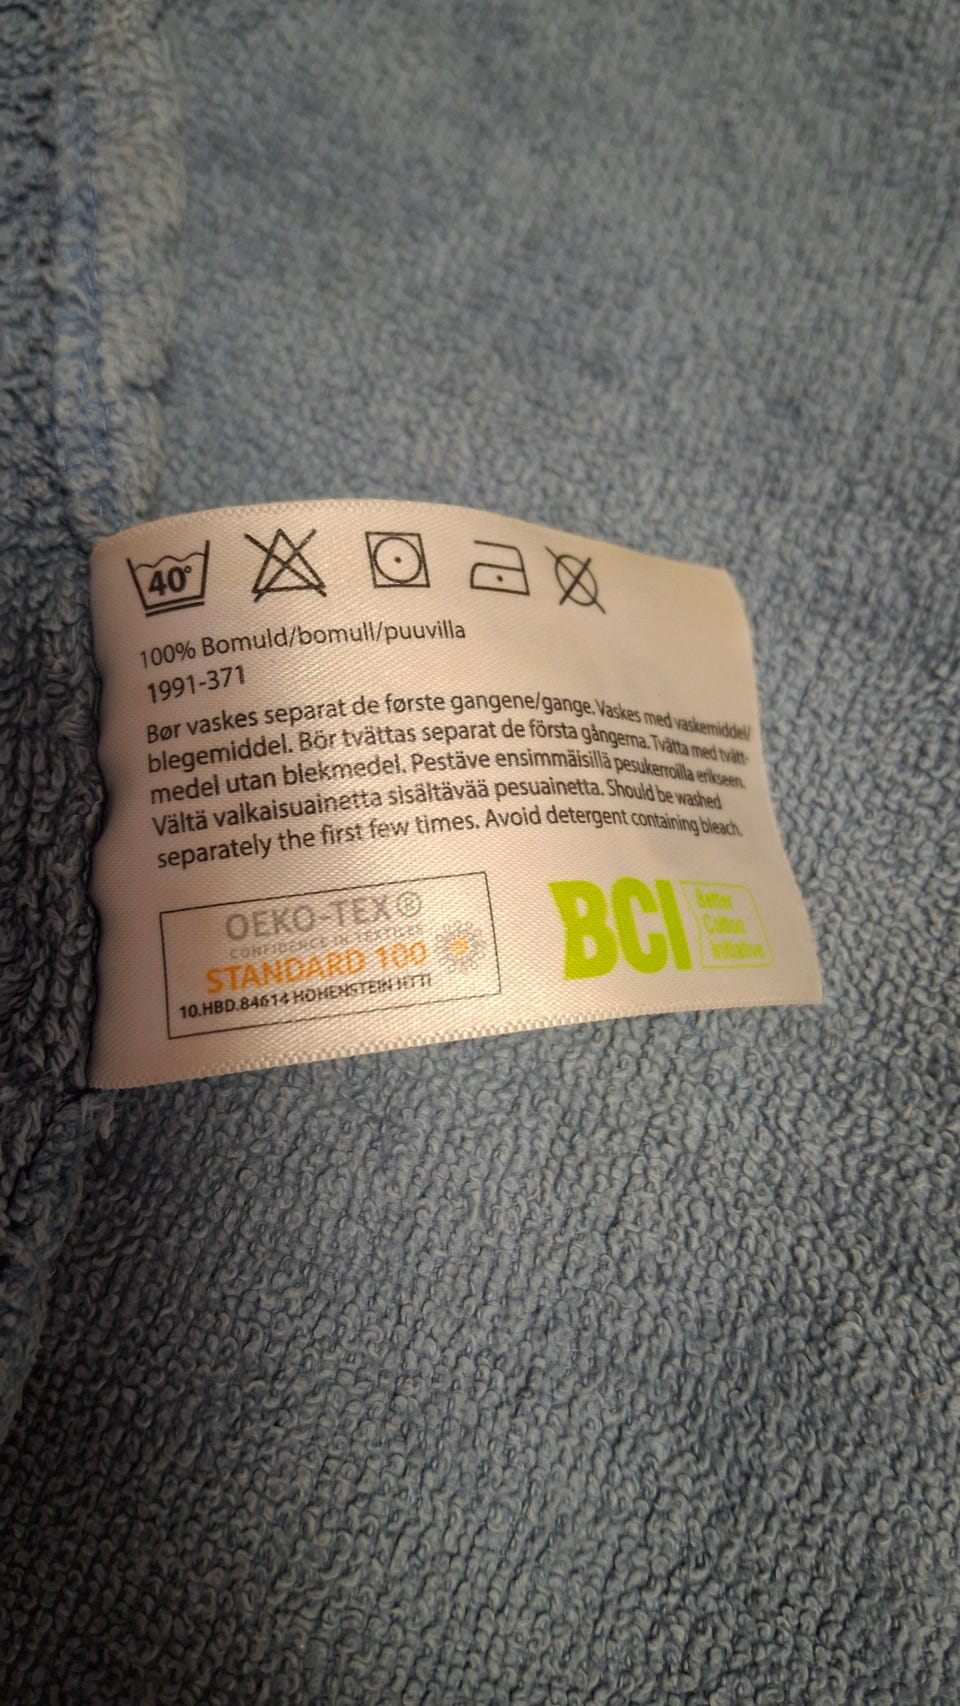 40°
100% Bomuld/bomull/puuvilla
1991-371
Bør vaskes separat de første gangene/gange. Vaskes med vaskemiddel/
blegemiddel. Bör tvättas separat de första gångerna. Tvätta med tvätt-
medel utan blekmedel. Pestäve ensimmäisillä pesukerroilla erikseen.
Vältä valkaisuainetta sisältävää pesuainetta. Should be washed
separately the first few times. Avoid detergent containing bleach.
OEKO-TEX®
CONFIDENCE IN TEXTILES
STANDARD 100
10.HBD.84614 HOHENSTEIN HTTI
BCI
Better
Cotton
Initiative